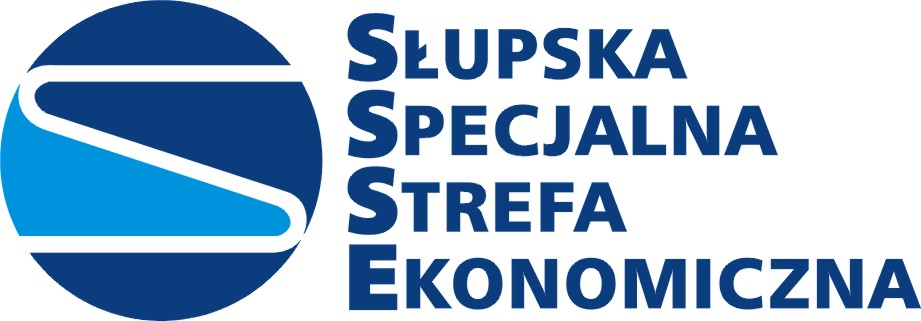 SŁUPSKA
SPECJALNA
STREFA
EKONOMICZNA